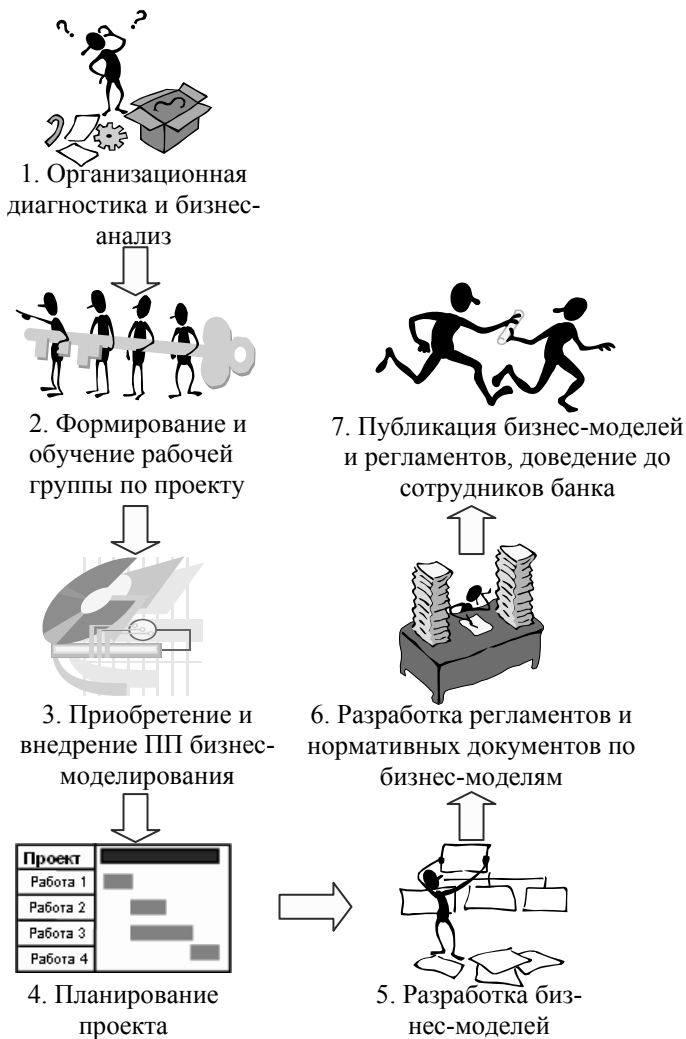 ? ?
1. Организационная
диагностика и бизнес-
анализ
2. Формирование и
обучение рабочей
группы по проекту
3. Приобретение и
внедрение ПП бизнес-
моделирования
Проект
Работа 1
Работа 2
Работа 3
Работа 4
4. Планирование
проекта
5. Разработка биз-
нес-моделей
6. Разработка регламентов и
нормативных документов по
бизнес-моделям
7. Публикация бизнес-моделей
и регламентов, доведение до
сотрудников банка